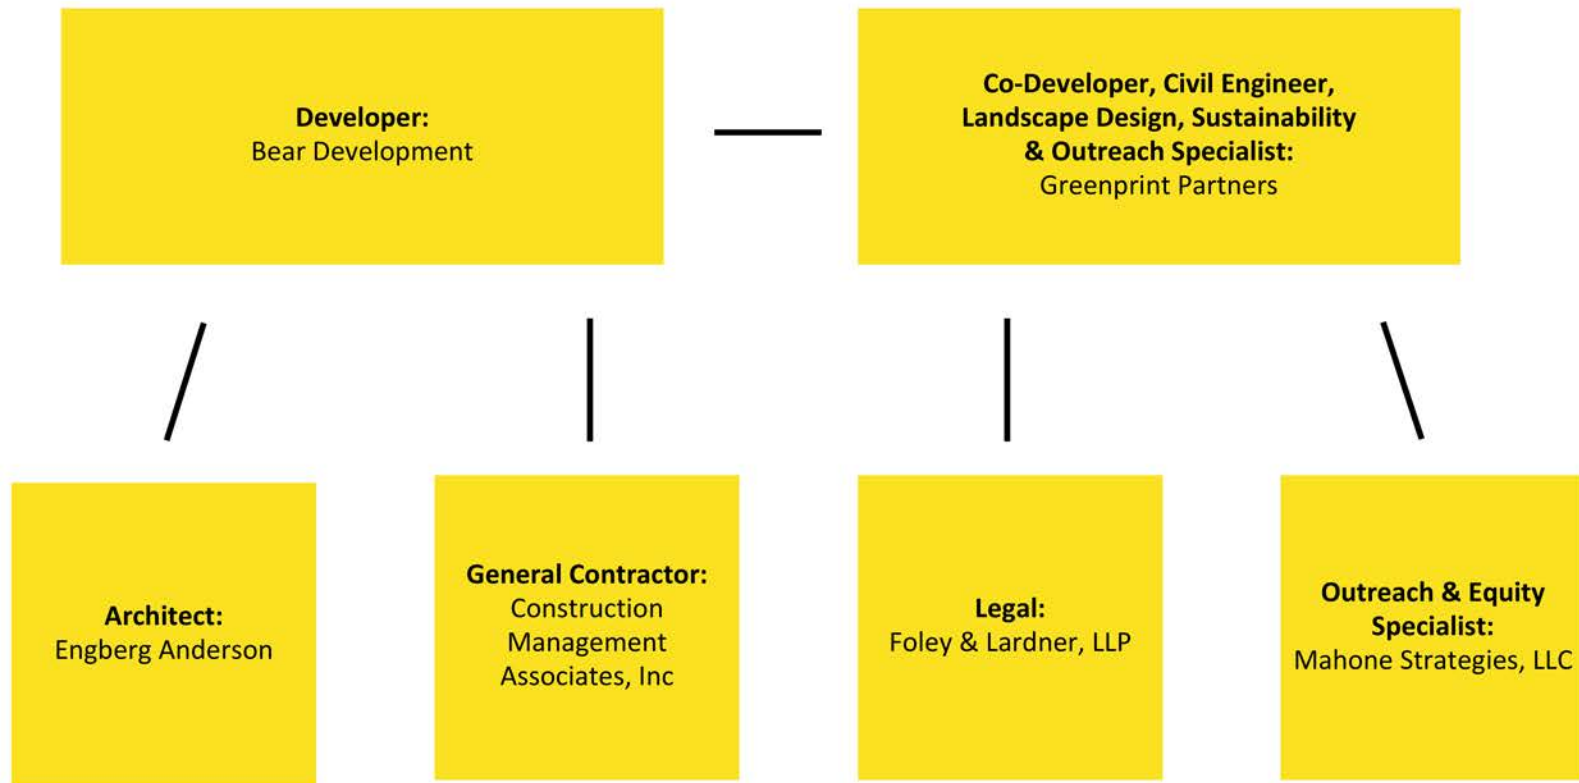 Developer:
Bear Development
Co-Developer, Civil Engineer,
Landscape Design, Sustainability
& Outreach Specialist:
Greenprint Partners
Architect:
Engberg Anderson
General Contractor:
Construction
Management
Associates, Inc
Legal:
Foley & Lardner, LLP
Outreach & Equity
Specialist:
Mahone Strategies, LLC